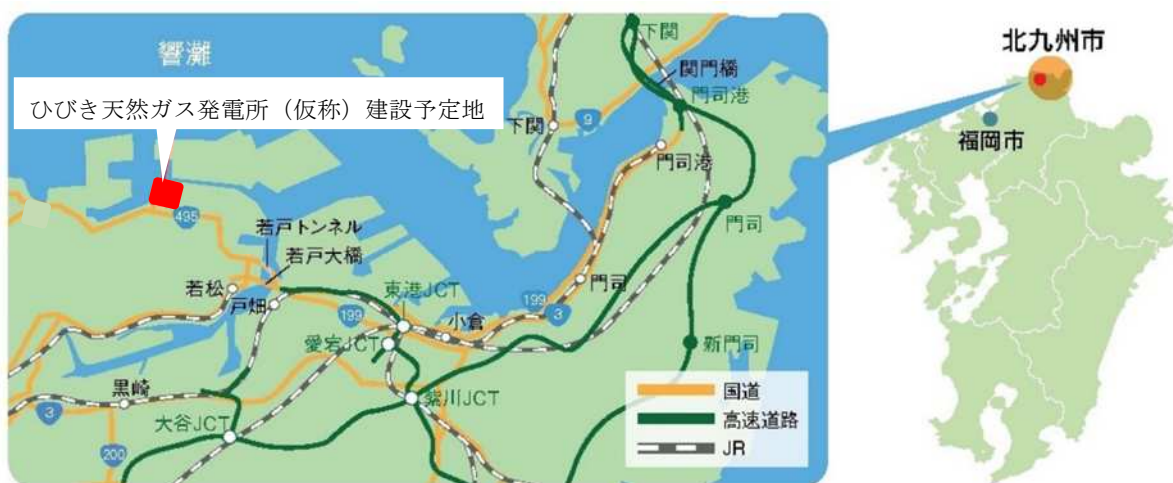 響灘
ひびき天然ガス発電所（仮称）建設予定地
下関
関門橋
門司港
下関
9
門司港
495
若戸トンネル
若戸大橋
門司
若松
戸畑
東港JCT
199
小倉
199
3
門司
愛宕JCT
新門司
黒崎
3
紫川JCT
大谷JCT
200
国道
高速道路
JR
北九州市
福岡市